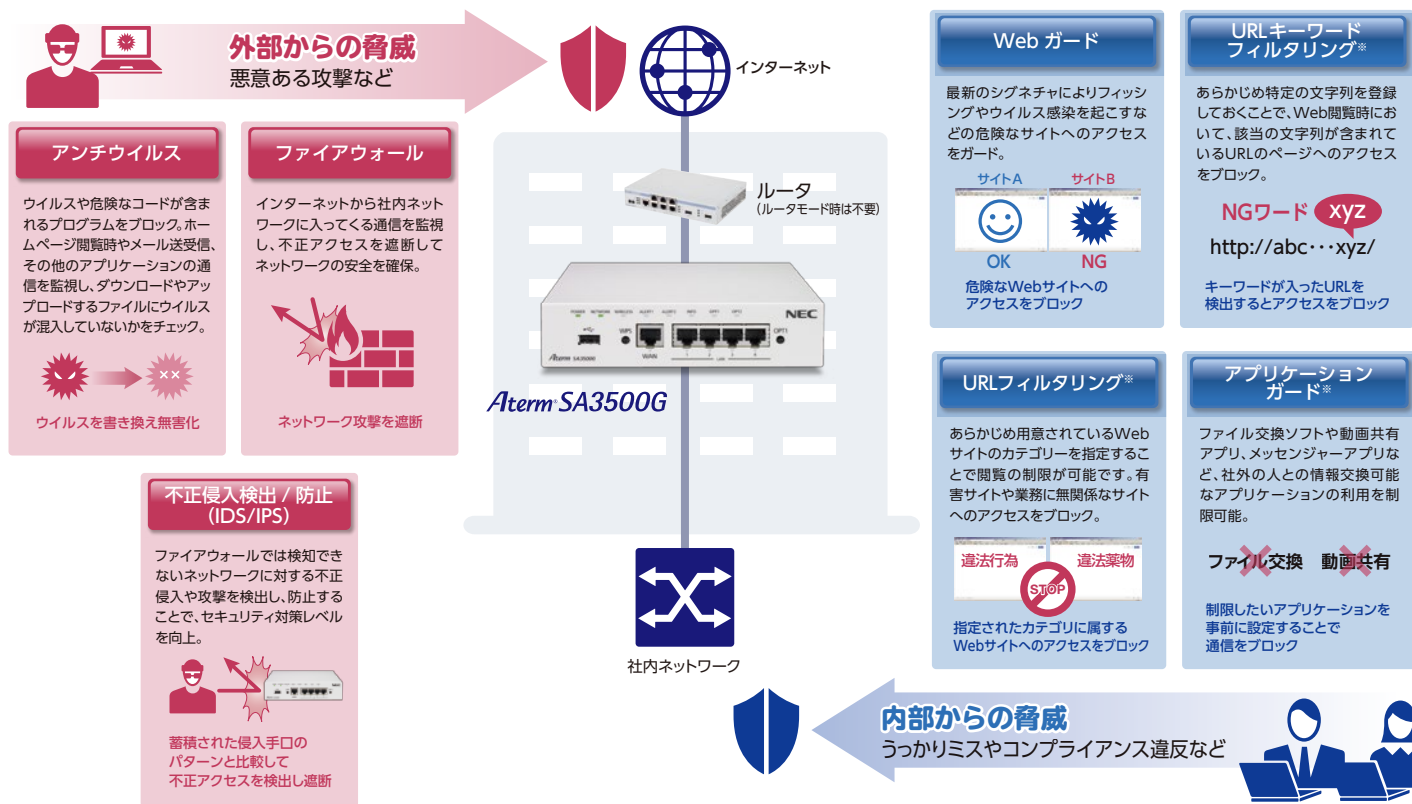 外部からの脅威
悪意ある攻撃など
インターネット
アンチウイルス
ウイルスや危険なコードが含ま
れるプログラムをブロック。ホー
ムページ閲覧時やメール送受信、
その他のアプリケーションの通
信を監視し、ダウンロードやアッ
プロードするファイルにウイルス
が混入していないかをチェック。
ウイルスを書き換え無害化
ファイアウォール
インターネットから社内ネット
ワークに入ってくる通信を監視
し、不正アクセスを遮断して
ネットワークの安全を確保。
ネットワーク攻撃を遮断
不正侵入検出 / 防止
(IDS/IPS)
ファイアウォールでは検知でき
ないネットワークに対する不正
侵入や攻撃を検出し、防止する
ことで、セキュリティ対策レベル
を向上。
蓄積された侵入手口の
パターンと比較して
不正アクセスを検出し遮断
ルータ
(ルータモード時は不要)
POWER NETWORK WIRELESS ALERT1 ALERT2 INFO OPT1 OPT2
NEC
WPS
OPT1
WAN
LAN
Aterm SA3500G
Aterm SA3500G
社内ネットワーク
Web ガード
最新のシグネチャによりフィッシ
ングやウイルス感染を起こすな
どの危険なサイトへのアクセス
をガード。
サイトA サイトB
OK NG
危険なWebサイトへの
アクセスをブロック
URLキーワード
フィルタリング※
あらかじめ特定の文字列を登録
しておくことで、Web閲覧時にお
いて、該当の文字列が含まれて
いるURLのページへのアクセス
をブロック。
NGワード xyz
http://abc･･･xyz/
キーワードが入ったURLを
検出するとアクセスをブロック
URLフィルタリング※
あらかじめ用意されているWeb
サイトのカテゴリーを指定するこ
とで閲覧の制限が可能です。有
害サイトや業務に無関係なサイト
へのアクセスをブロック。
違法行為 違法薬物
STOP
指定されたカテゴリに属する
Webサイトへのアクセスをブロック
アプリケーション
ガード※
ファイル交換ソフトや動画共有
アプリ、メッセンジャーアプリな
ど、社外の人との情報交換可能
なアプリケーションの利用を制
限可能。
ファイル交換 動画共有
制限したいアプリケーションを
事前に設定することで
通信をブロック
内部からの脅威
うっかりミスやコンプライアンス違反など